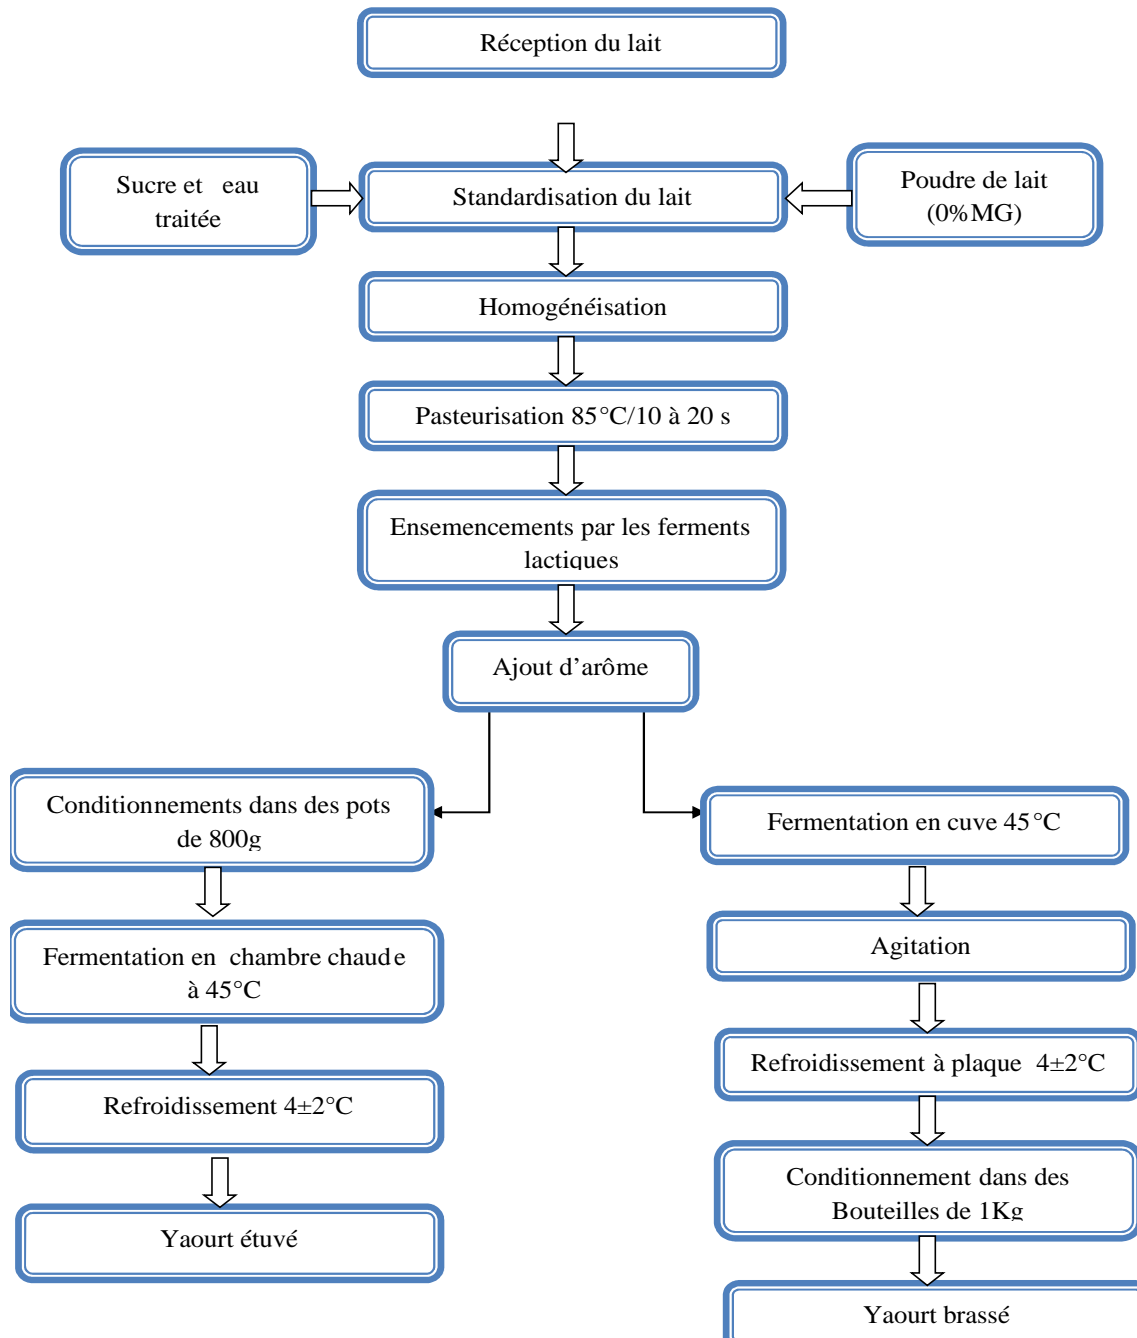 Réception du lait
Sucre et eau
traitée
Standardisation du lait
Poudre de lait
(0%MG)
Homogénéisation
Pasteurisation 85°C/10 à 20 s
Ensemencements par les ferments
lactiques
Ajout d’arôme
Conditionnements dans des pots
de 800g
Fermentation en chambre chaude
à 45°C
Refroidissement 4±2°C
Yaourt étuvé
Fermentation en cuve 45°C
Agitation
Refroidissement à plaque 4±2°C
Conditionnement dans des
Bouteilles de 1Kg
Yaourt brassé